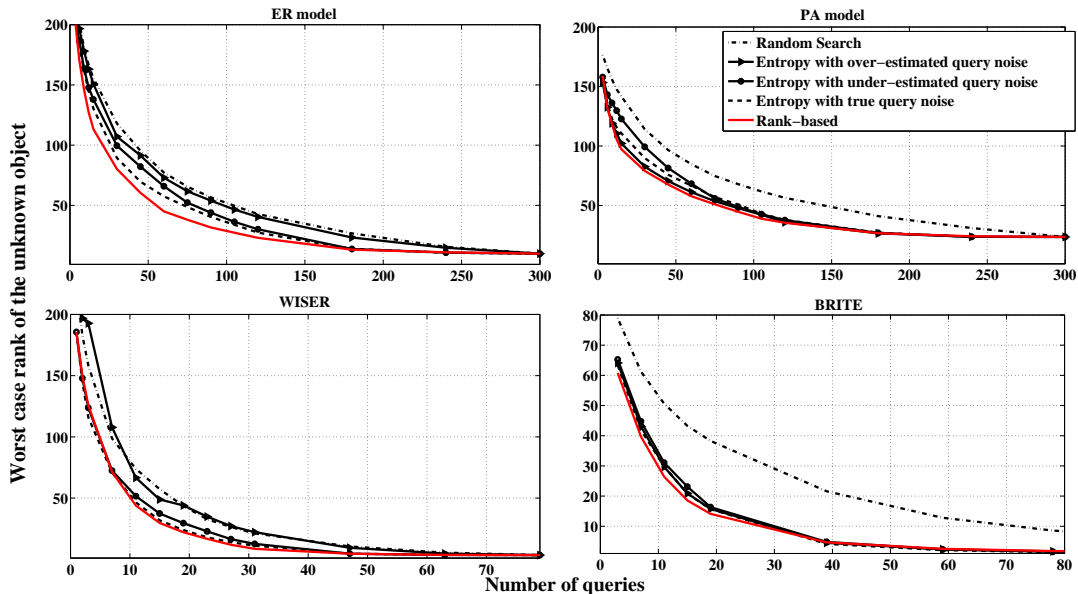 ER model
PA model
200
150
100
50
0 50 100 150 200 250 300
200
150
100
50
0 50 100 150 200 250 300
Random Search
Entropy with over−estimated query noise
Entropy with under−estimated query noise
Entropy with true query noise
Rank−based
WISER
BRITE
200
150
100
50
0 10 20 30 40 50 60 70
80
70
60
50
40
30
20
10
0 10 20 30 40 50 60 70 80
Worst case rank of the unknown object
Number of queries